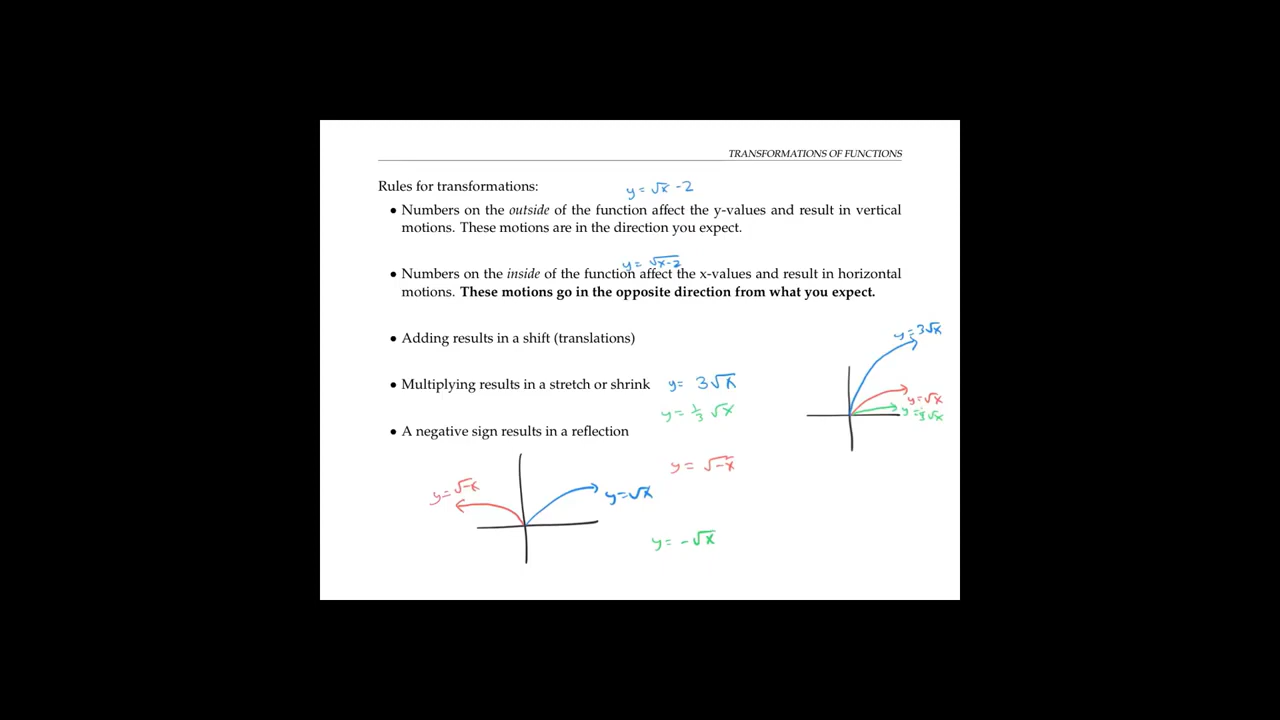 TRANSFORMATIONS OF FUNCTIONS
Rules for transformations:
y = √x - 2
• Numbers on the outside of the function affect the y-values and result in vertical
motions. These motions are in the direction you expect.
y = √x-2
• Numbers on the inside of the function affect the x-values and result in horizontal
motions. These motions go in the opposite direction from what you expect.
• Adding results in a shift (translations)
y = 3√x
• Multiplying results in a stretch or shrink
y = 3√x
y = √x
y = 1/3 √x
y = 1/3 √x
• A negative sign results in a reflection
y = √-x
y = √-x
y = √x
y = -√x